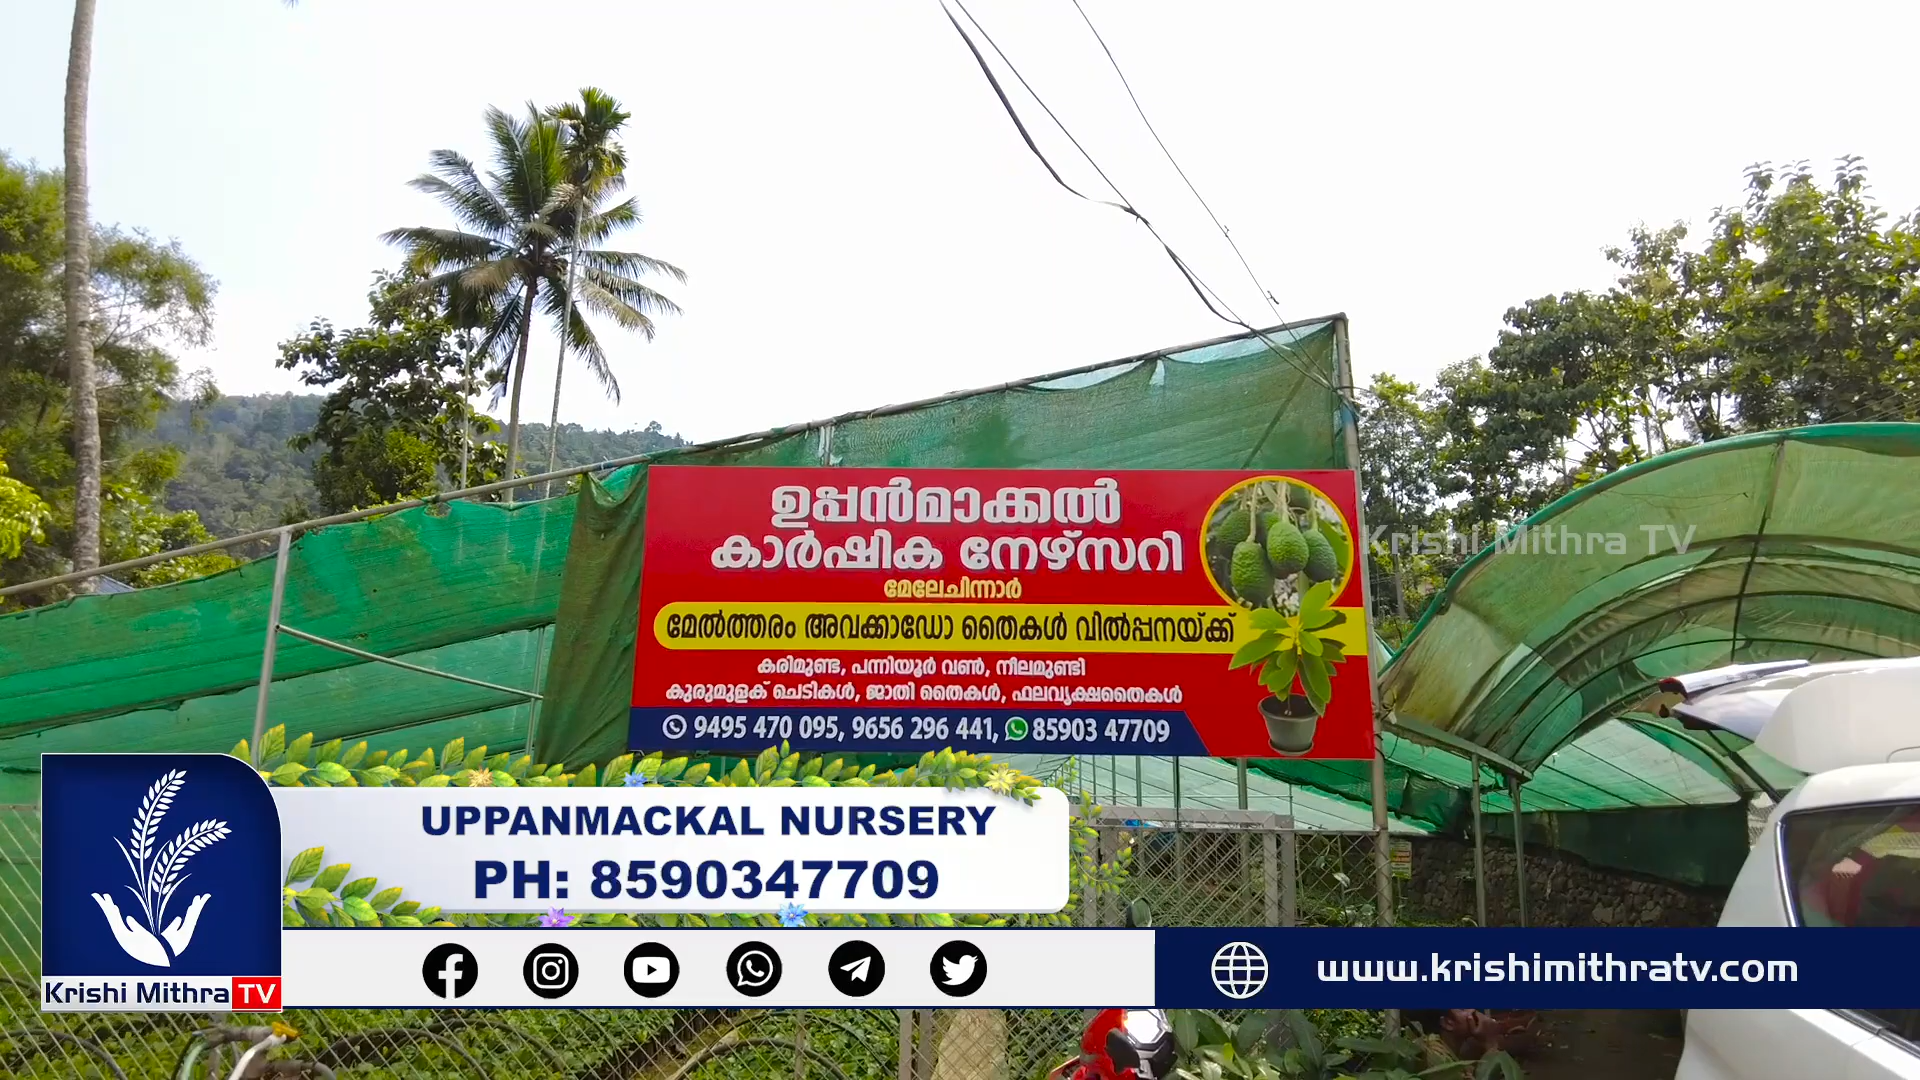 ഉപ്പൻമാക്കൽ
കാർഷിക നേഴ്സറി
മേലേചിന്നാർ
മേൽത്തരം അവക്കാഡോ തൈകൾ വിൽപ്പനയ്ക്ക്
കരിമുണ്ട, പന്നിയൂർ വൺ, നീലമുണ്ടി
കുരുമുളക് ചെടികൾ, ജാതി തൈകൾ, ഫലവൃക്ഷതൈകൾ
9495 470 095, 9656 296 441, 85903 47709
Krishi Mithra TV
UPPANMACKAL NURSERY
PH: 8590347709
Krishi Mithra TV
www.krishimithratv.com